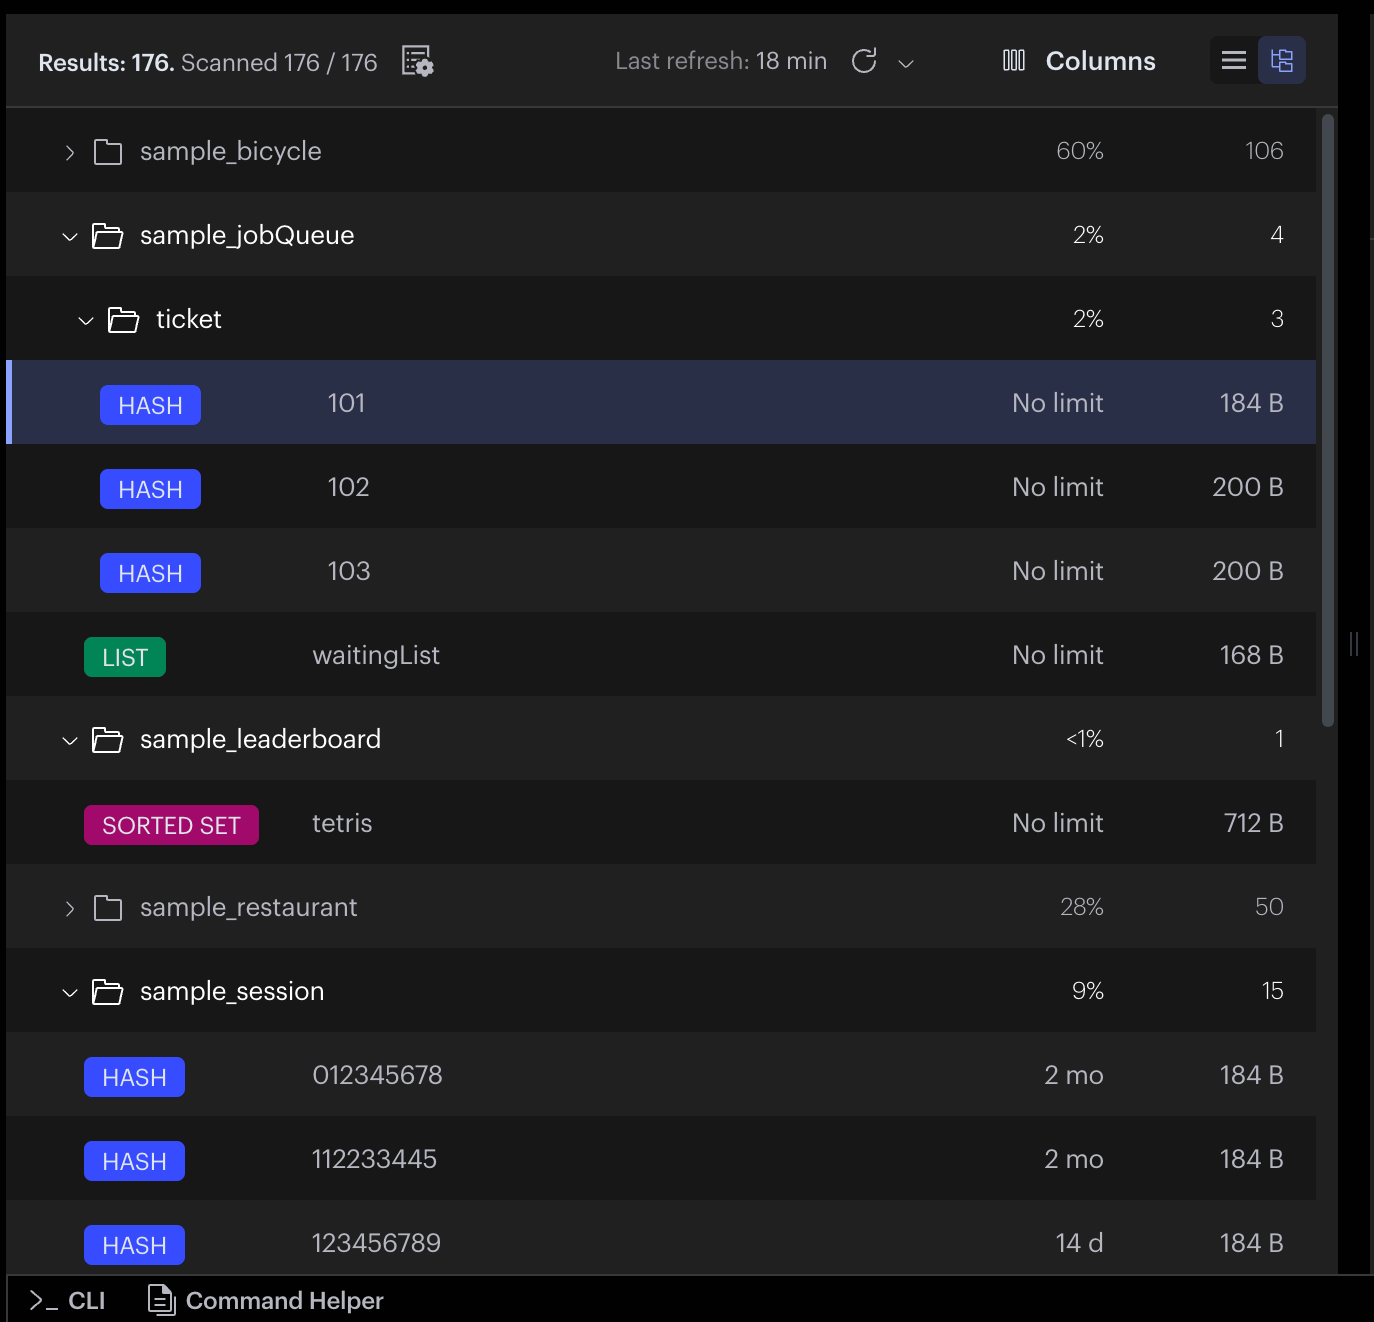 Results: 176. Scanned 176 / 176 Last refresh: 18 min Columns
sample_bicycle 60% 106
sample_jobQueue 2% 4
ticket 2% 3
HASH 101 No limit 184 B
HASH 102 No limit 200 B
HASH 103 No limit 200 B
LIST waitingList No limit 168 B
sample_leaderboard <1% 1
SORTED SET tetris No limit 712 B
sample_restaurant 28% 50
sample_session 9% 15
HASH 012345678 2 mo 184 B
HASH 112233445 2 mo 184 B
HASH 123456789 14 d 184 B
>_ CLI Command Helper